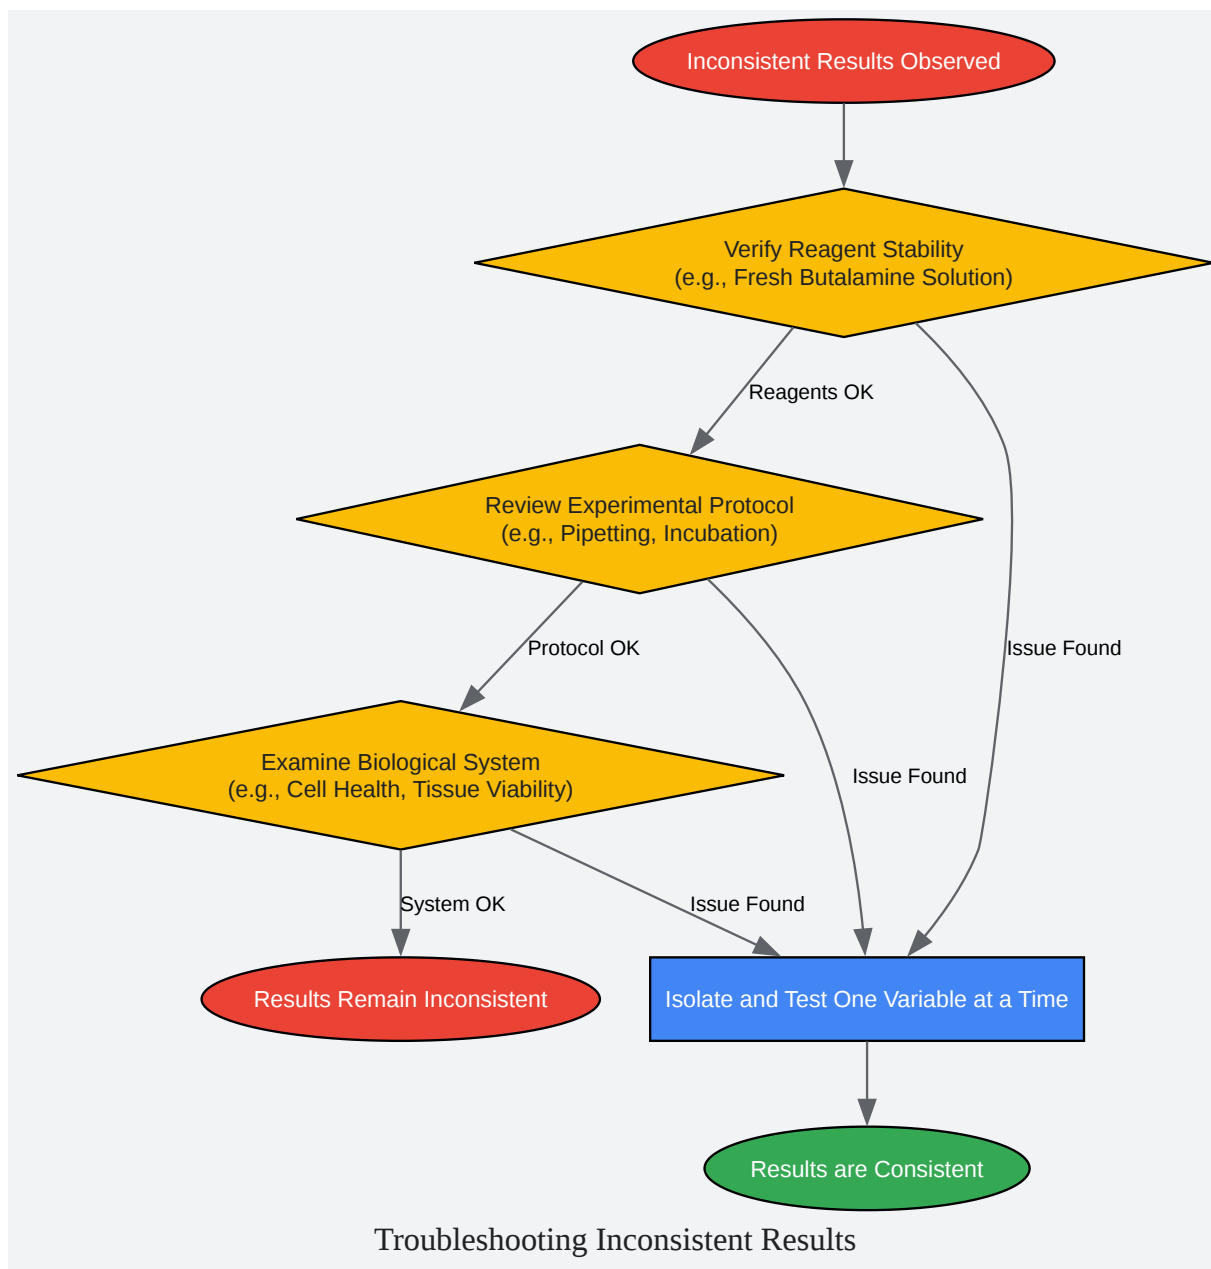 Inconsistent Results Observed
Verify Reagent Stability
(e.g., Fresh Butalamine Solution)
Reagents OK
Review Experimental Protocol
(e.g., Pipetting, Incubation)
Protocol OK
Issue Found
Examine Biological System
(e.g., Cell Health, Tissue Viability)
Issue Found
System OK
Issue Found
Results Remain Inconsistent
Isolate and Test One Variable at a Time
Results are Consistent
Troubleshooting Inconsistent Results